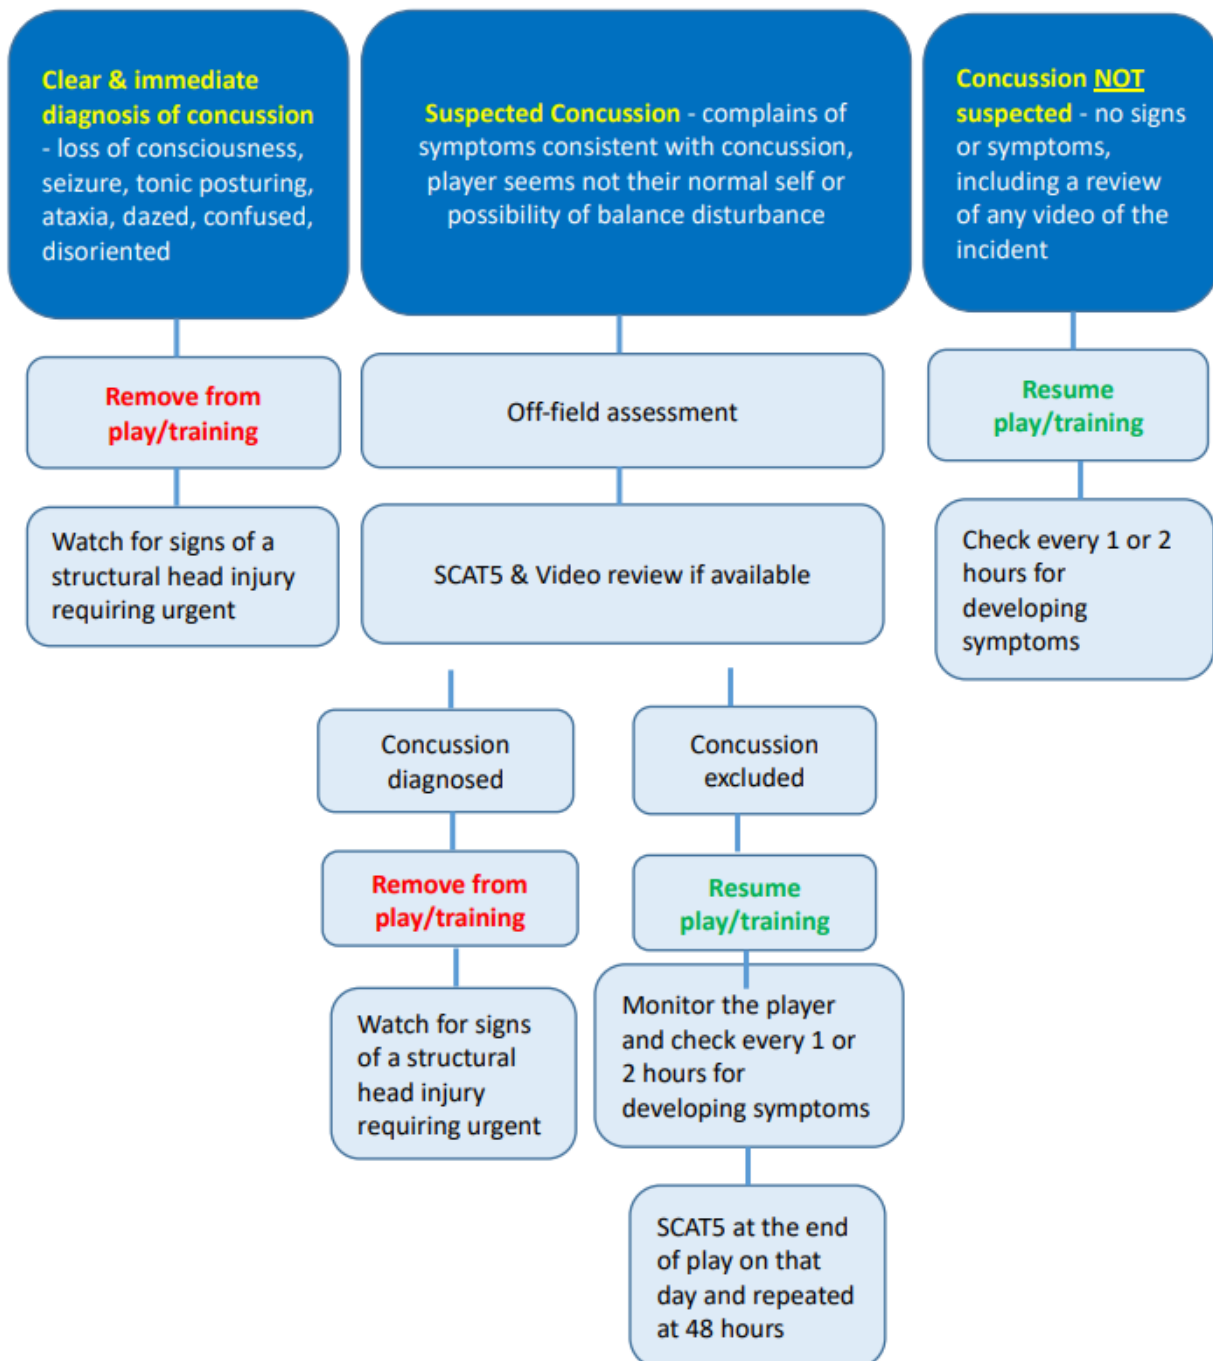 Clear & immediate
diagnosis of concussion
- loss of consciousness,
seizure, tonic posturing,
ataxia, dazed, confused,
disoriented
Suspected Concussion - complains of
symptoms consistent with concussion,
player seems not their normal self or
possibility of balance disturbance
Concussion NOT
suspected - no signs
or symptoms,
including a review
of any video of the
incident
Remove from
play/training
Off-field assessment
Resume
play/training
Watch for signs of a
structural head injury
requiring urgent
SCAT5 & Video review if available
Check every 1 or 2
hours for
developing
symptoms
Concussion
diagnosed
Concussion
excluded
Remove from
play/training
Resume
play/training
Watch for signs
of a structural
head injury
requiring urgent
Monitor the player
and check every 1 or
2 hours for
developing symptoms
SCAT5 at the end
of play on that
day and repeated
at 48 hours